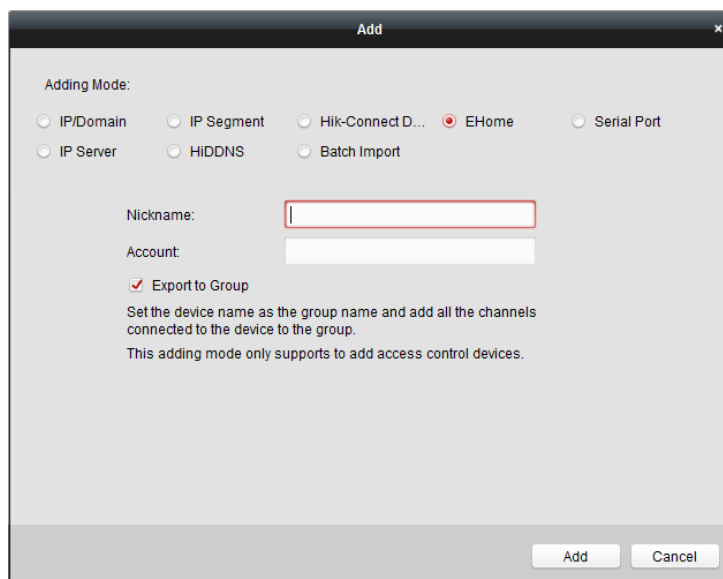 Add
Adding Mode:
IP/Domain IP Segment Hik-Connect D... EHome Serial Port
IP Server HiDDNS Batch Import
Nickname:
Account:
Export to Group
Set the device name as the group name and add all the channels
connected to the device to the group.
This adding mode only supports to add access control devices.
Add Cancel